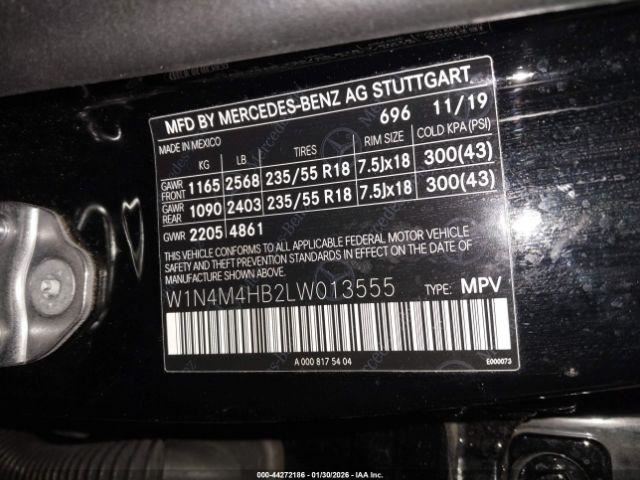 MFD BY MERCEDES-BENZ AG STUTTGART
696 11/19
MADE IN MEXICO
KG LB TIRES RIM SIZE COLD KPA (PSI)
GAWR FRONT 1165 2568 235/55 R18 7.5Jx18 300(43)
GAWR REAR 1090 2403 235/55 R18 7.5Jx18 300(43)
GVWR 2205 4861
THIS VEHICLE CONFORMS TO ALL APPLICABLE FEDERAL MOTOR VEHICLE
SAFETY BUMPER, AND THEFT PREVENTION STANDARDS IN EFFECT ON
THE DATE OF MANUFACTURE SHOWN ABOVE.
W1N4M4HB2LW013555 TYPE: MPV
A 000 817 54 04 E000073
000-44272186 | 01/30/2026 - IAAI.COM